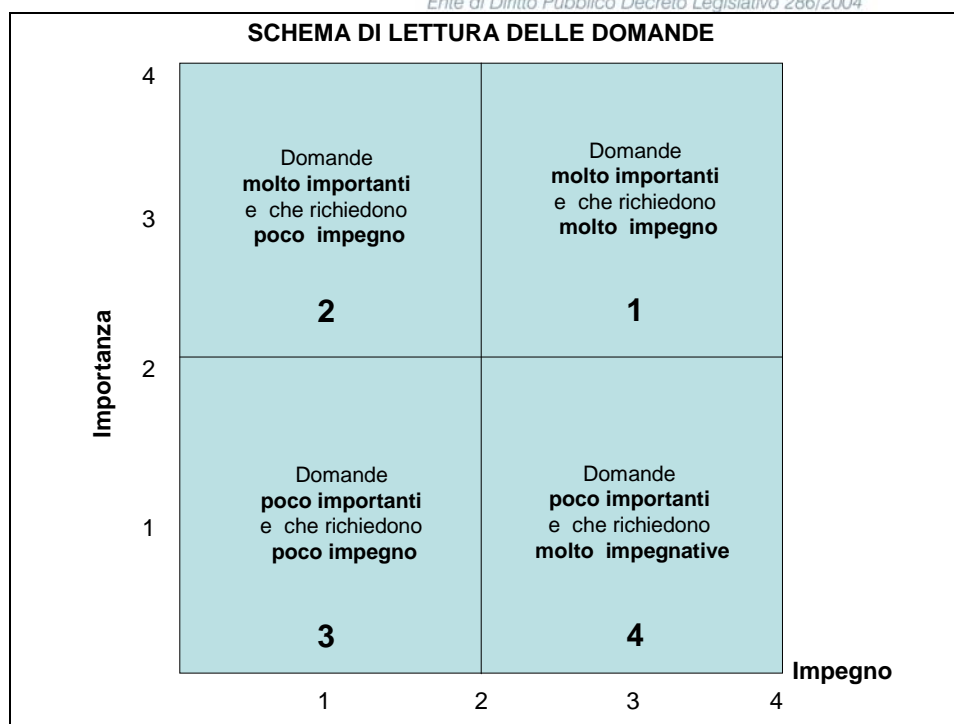 Ente di Diritto Pubblico Decreto Legislativo 286/2004
SCHEMA DI LETTURA DELLE DOMANDE
4
3
2
1
Importanza
Domande
molto importanti
e che richiedono
poco impegno
2
Domande
molto importanti
e che richiedono
molto impegno
1
Domande
poco importanti
e che richiedono
poco impegno
3
Domande
poco importanti
e che richiedono
molto impegnative
4
Impegno
1
2
3
4